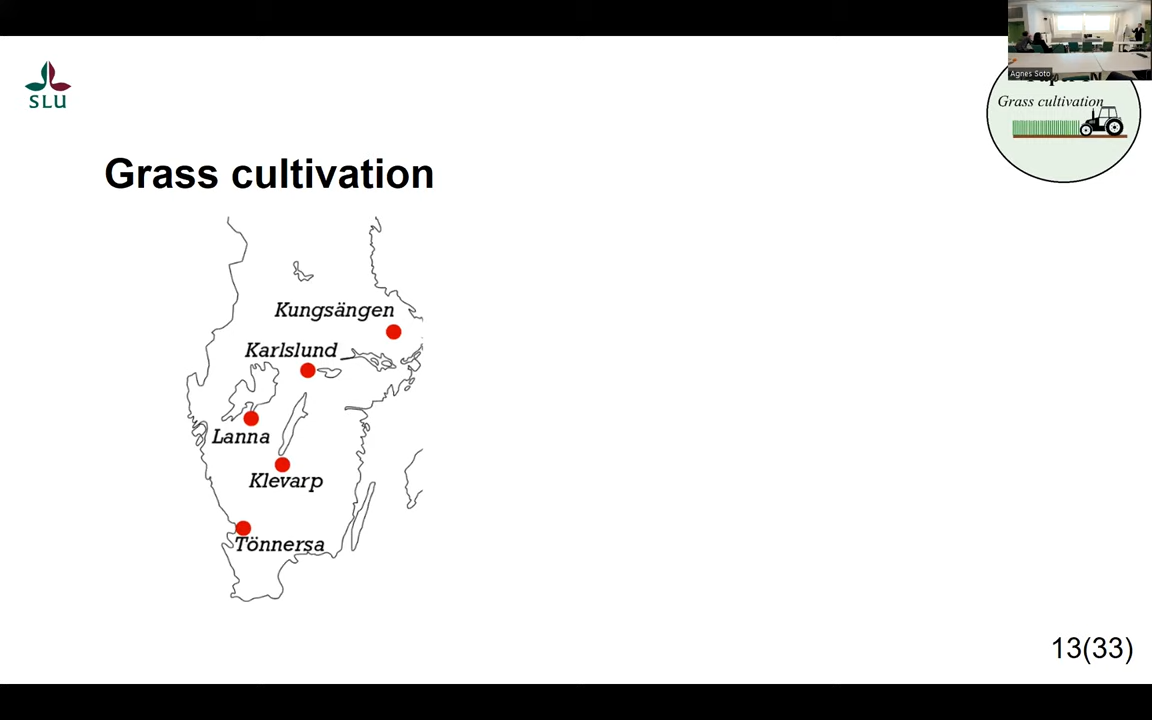 SLU
Agnes Soto
Grass cultivation
Grass cultivation
Kungsängen
Karlslund
Lanna
Klevarp
Tönnersa
13(33)